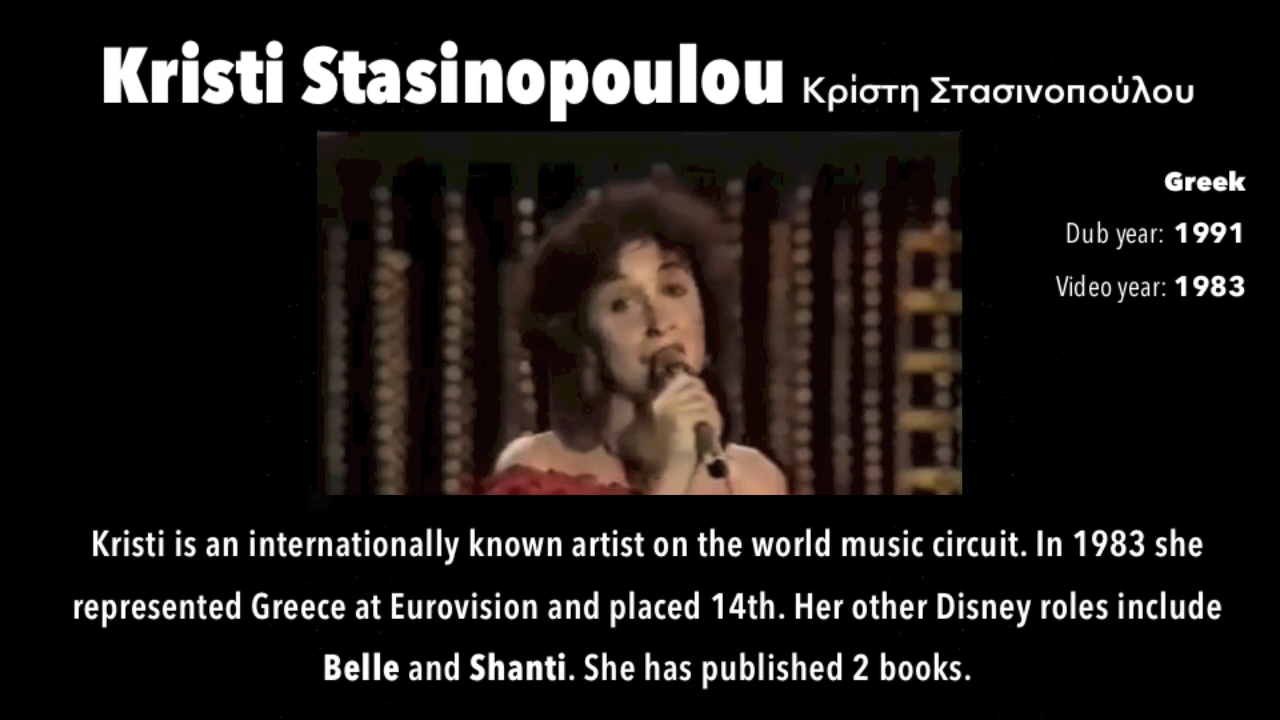 Kristi Stasinopoulou Κρίστη Στασινοπούλου
Greek
Dub year: 1991
Video year: 1983
Kristi is an internationally known artist on the world music circuit. In 1983 she
represented Greece at Eurovision and placed 14th. Her other Disney roles include
Belle and Shanti. She has published 2 books.